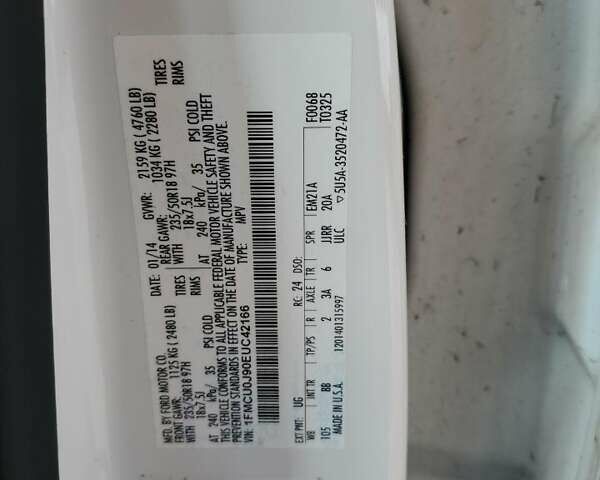 MFD. BY FORD MOTOR CO. DATE: 01/14 GVWR: 2159 KG ( 4760 LB)
FRONT GAWR: 1125 KG ( 2480 LB) REAR GAWR: 1034 KG ( 2280 LB)
WITH 235/50R18 97H TIRES WITH 235/50R18 97H TIRES
18x7.5J RIMS 18x7.5J RIMS
AT 240 kPa/ 35 PSI COLD AT 240 kPa/ 35 PSI COLD
THIS VEHICLE CONFORMS TO ALL APPLICABLE FEDERAL MOTOR VEHICLE SAFETY AND THEFT
PREVENTION STANDARDS IN EFFECT ON THE DATE OF MANUFACTURE SHOWN ABOVE.
VIN: 1FMCU0J90EUC42166 TYPE: MPV
F006B
T0325
EXT PNT: UG RC: 24 DSO:
WB INT TR TP/PS R AXLE TR SPR EM21A
105 BB 2 3A 6 JJRR 20A
MADE IN U.S.A. 1201401315997 ULC ▽5U5A-3520472-AA